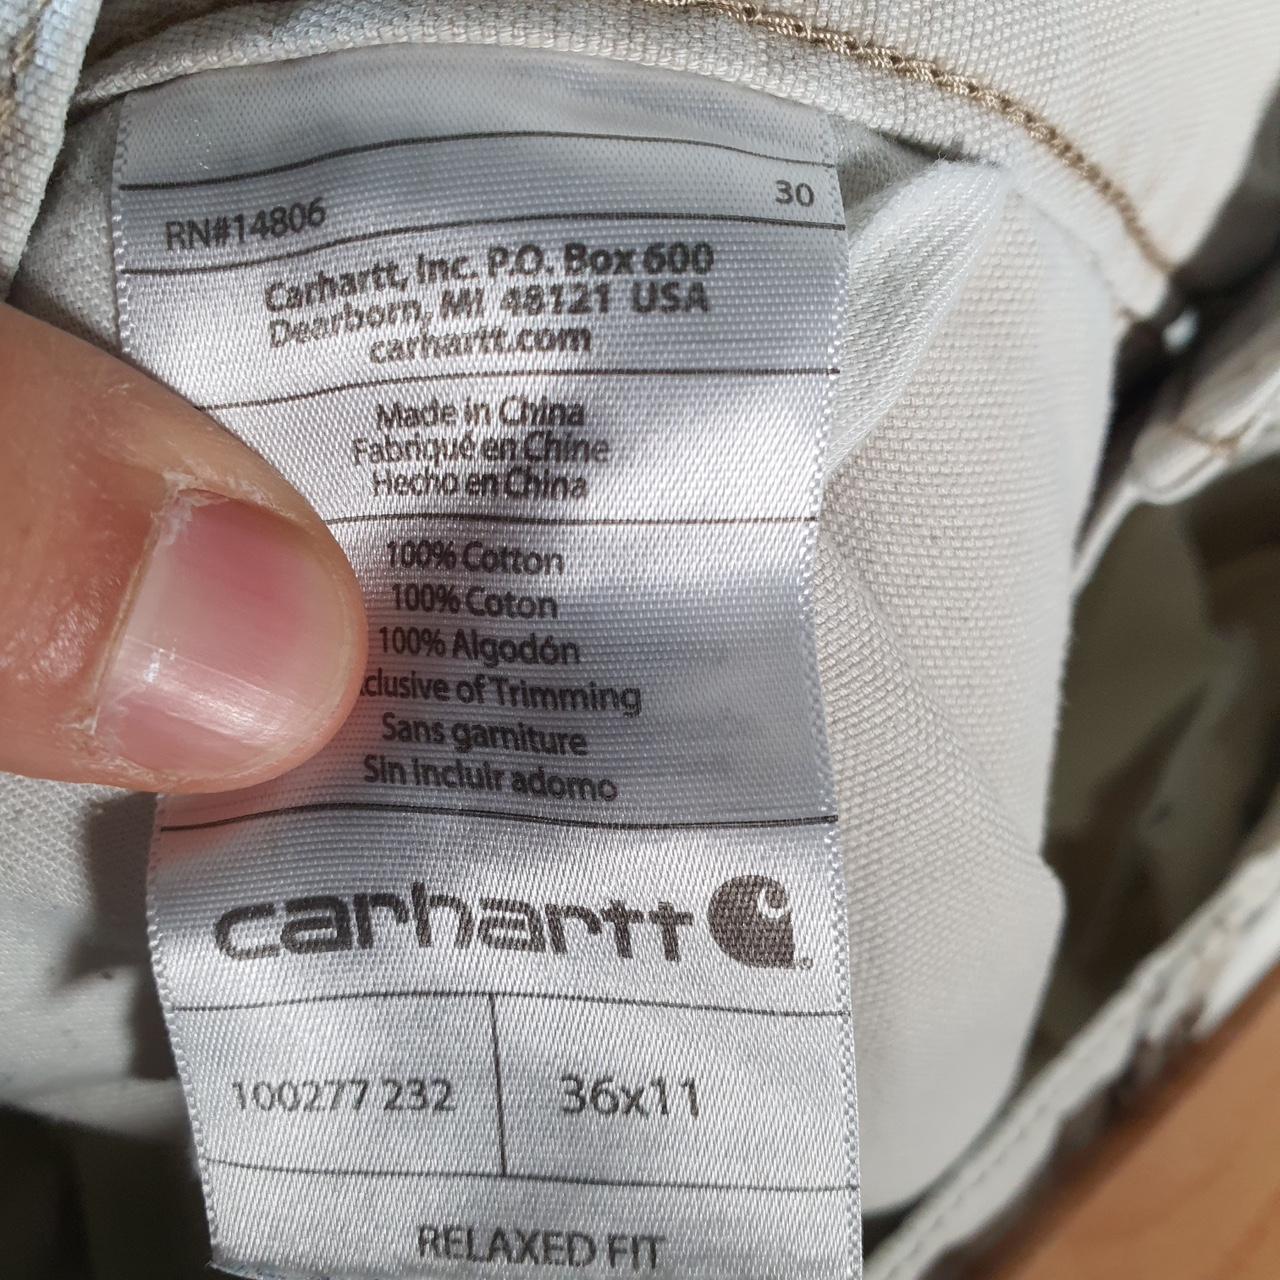 RN#14806 30
Carhartt, Inc. P.O. Box 600
Dearborn, MI 48121 USA
carhartt.com
Made in China
Fabriqué en Chine
Hecho en China
100% Cotton
100% Coton
100% Algodón
clusive of Trimming
Sans garniture
Sin incluir adorno
carhartt
100277 232 36x11
RELAXED FIT